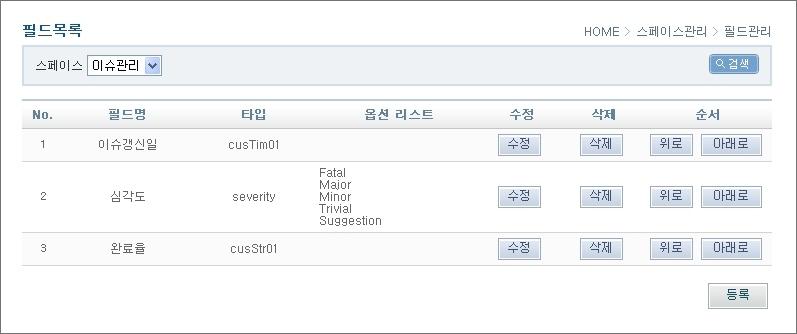 필드목록
HOME > 스페이스관리 > 필드관리
스페이스 이슈관리 검색
No. 필드명 타입 옵션 리스트 수정 삭제 순서
1 이슈갱신일 cusTim01 수정 삭제 위로 아래로
2 심각도 severity Fatal 수정 삭제 위로 아래로
Major
Minor
Trivial
Suggestion
3 완료율 cusStr01 수정 삭제 위로 아래로
등록